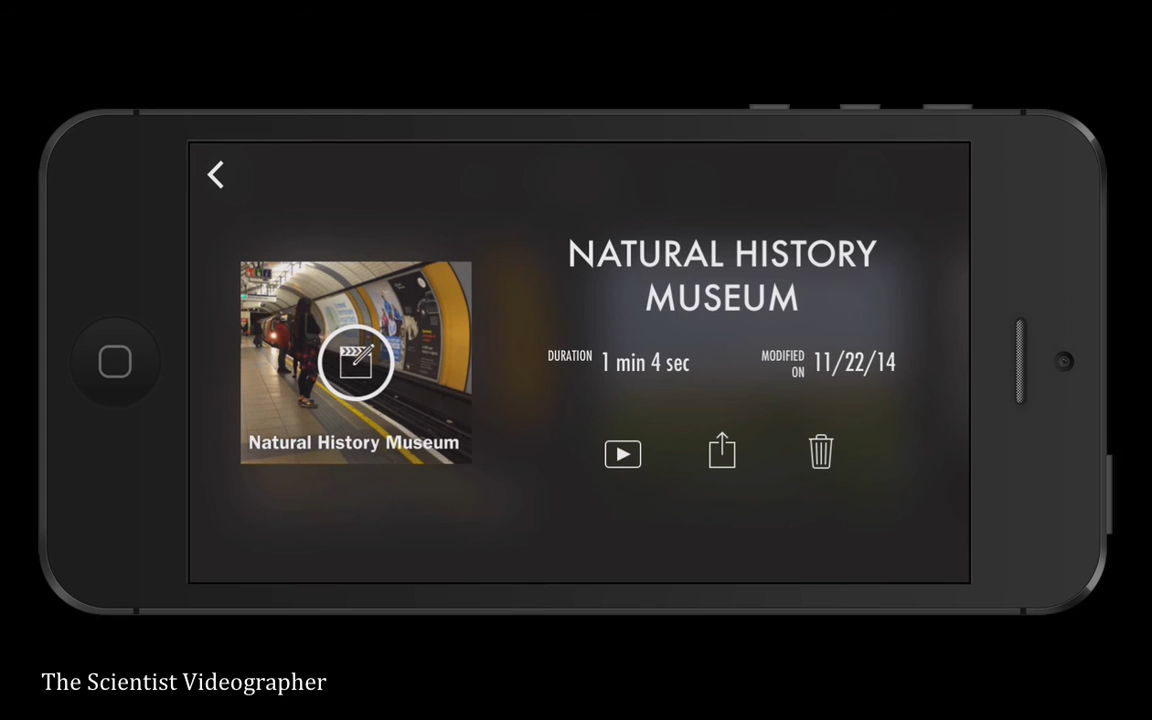 NATURAL HISTORY
MUSEUM
DURATION 1 min 4 sec
MODIFIED
ON 11/22/14
Natural History Museum
The Scientist Videographer